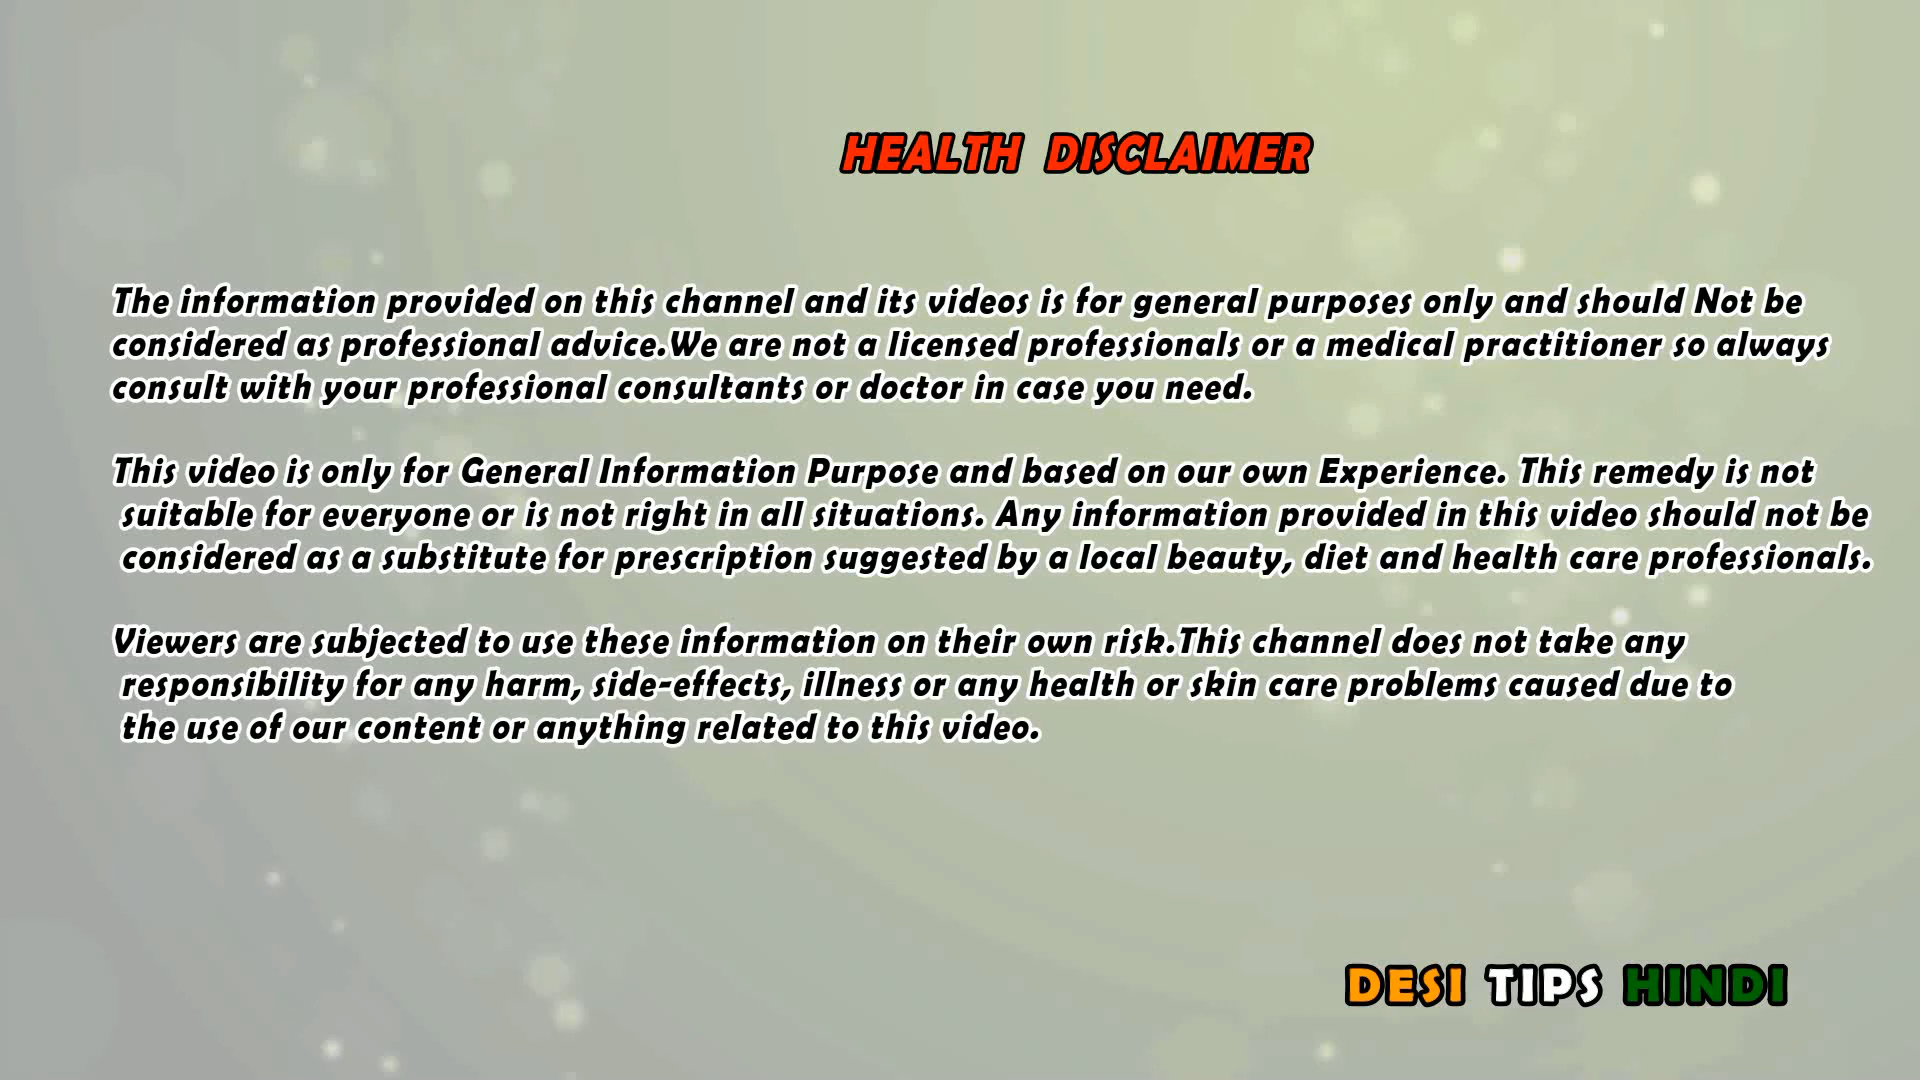 HEALTH DISCLAIMER
The information provided on this channel and its videos is for general purposes only and should Not be
considered as professional advice.We are not a licensed professionals or a medical practitioner so always
consult with your professional consultants or doctor in case you need.
This video is only for General Information Purpose and based on our own Experience. This remedy is not
suitable for everyone or is not right in all situations. Any information provided in this video should not be
considered as a substitute for prescription suggested by a local beauty, diet and health care professionals.
Viewers are subjected to use these information on their own risk.This channel does not take any
responsibility for any harm, side-effects, illness or any health or skin care problems caused due to
the use of our content or anything related to this video.
DESI TIPS HINDI